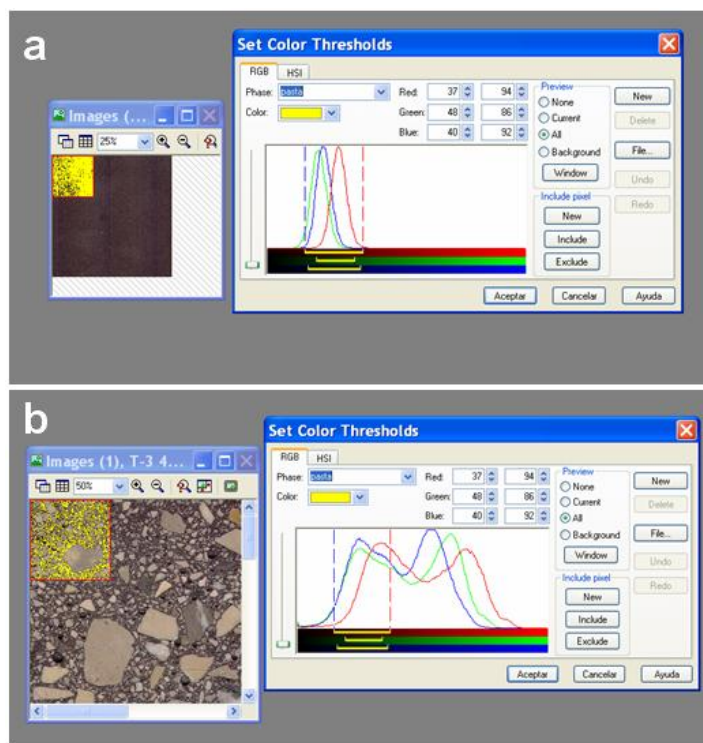 a
Set Color Thresholds
RGB HSI
Phase: pasta Red: 37 94 Preview New
None
Color: Green: 48 86 Current Delete
Blue: 40 92 All
Background File...
Window Undo
Include pixel Redo
New
Include
Exclude
Aceptar Cancelar Ayuda
Images (...
25%
b
Set Color Thresholds
RGB HSI
Phase: pasta Red: 37 94 Preview New
None
Color: Green: 48 86 Current Delete
Blue: 40 92 All
Background File...
Window Undo
Include pixel Redo
New
Include
Exclude
Aceptar Cancelar Ayuda
Images (1), T-3 4...
50%